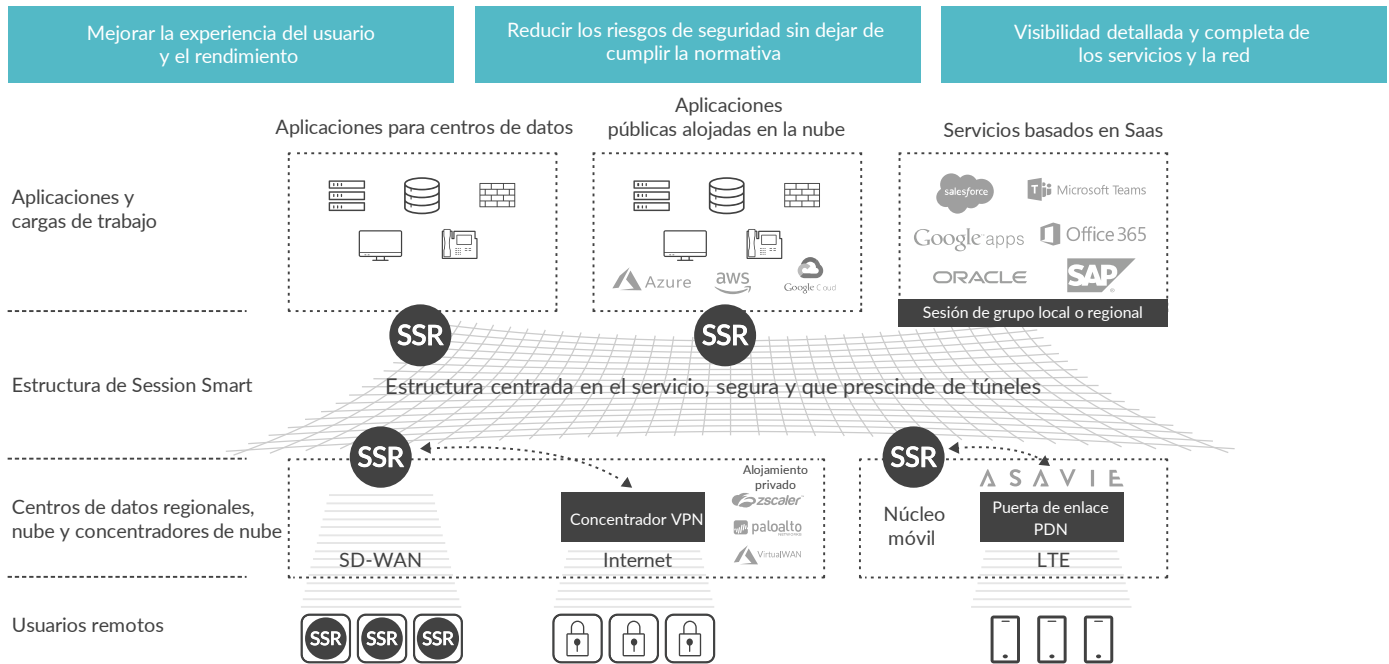 Mejorar la experiencia del usuario
y el rendimiento
Reducir los riesgos de seguridad sin dejar de
cumplir la normativa
Visibilidad detallada y completa de
los servicios y la red
Aplicaciones para centros de datos
Aplicaciones
públicas alojadas en la nube
Servicios basados en Saas
Aplicaciones y
cargas de trabajo
salesforce
Microsoft Teams
Google apps
Office 365
ORACLE
SAP
Azure
aws
Google Cloud
Sesión de grupo local o regional
SSR
SSR
Estructura de Session Smart
Estructura centrada en el servicio, segura y que prescinde de túneles
SSR
SSR
Centros de datos regionales,
nube y concentradores de nube
Concentrador VPN
Alojamiento
privado
zscaler
paloalto
NETWORKS
VirtualWAN
SD-WAN
Internet
Núcleo
móvil
ASAVIE
Puerta de enlace
PDN
LTE
Usuarios remotos
SSR
SSR
SSR